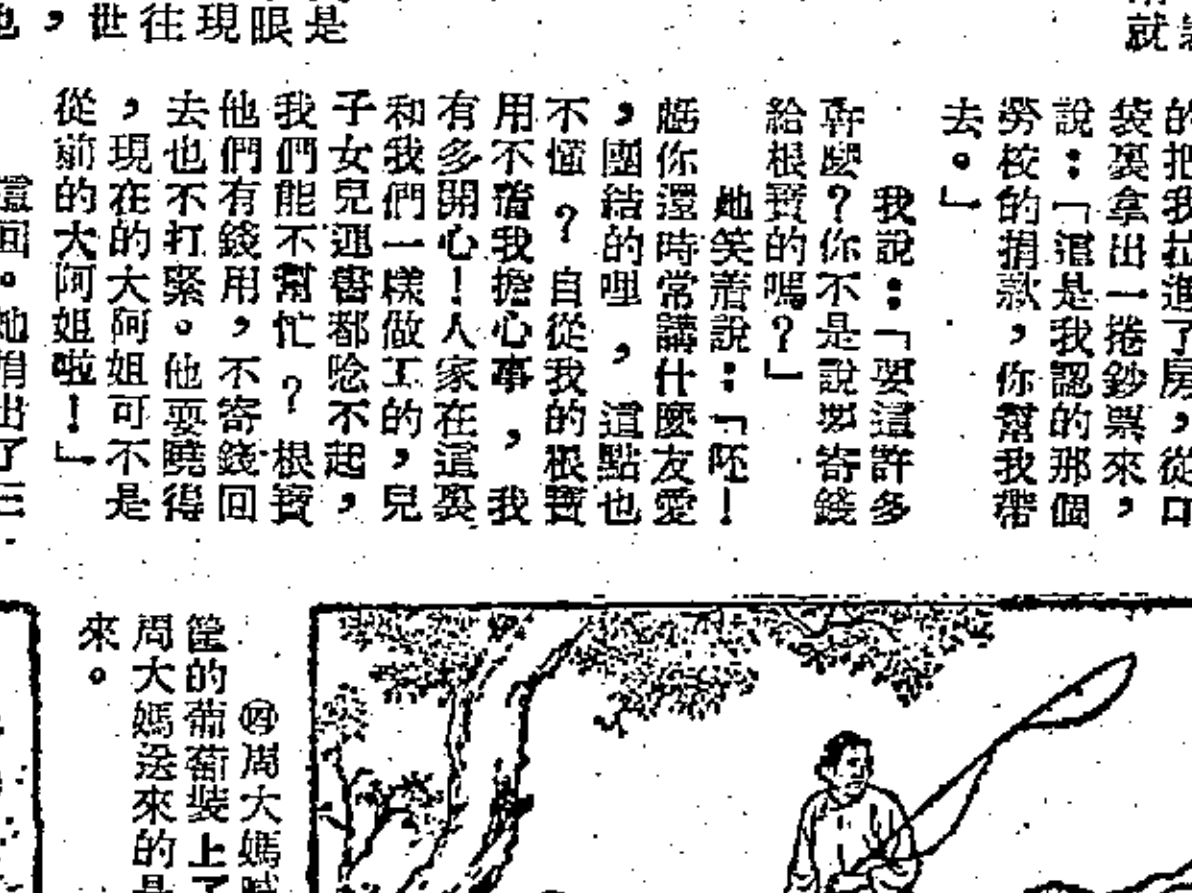 就
的把我拉進了房，從口
袋裏拿出一捲鈔票來，
說：「這是我認的那個
勞校的捐款，你幫我帶
去。」
我說：「要這許多
幹麼？你不是說要寄錢
給根寶的嗎？」
她笑着說：「呸！
虧你還時常講什麼友愛
，團結的哩，這點也
不懂？自從我的根寶
用不着我擔心事，我
有多開心！人家在這裏
和我們一樣做工的，兒
子女兒連書都唸不起，
我們能不幫忙？根寶
他們有錢用，不寄錢回
去也不打緊。他要曉得
，現在的大阿姐可不是
從前的大阿姐啦！」
這回。她捐出了三
是
眼
現
往
世
，
㈣周大媽
筐的葡萄裝上了
周大媽送來的是
來。